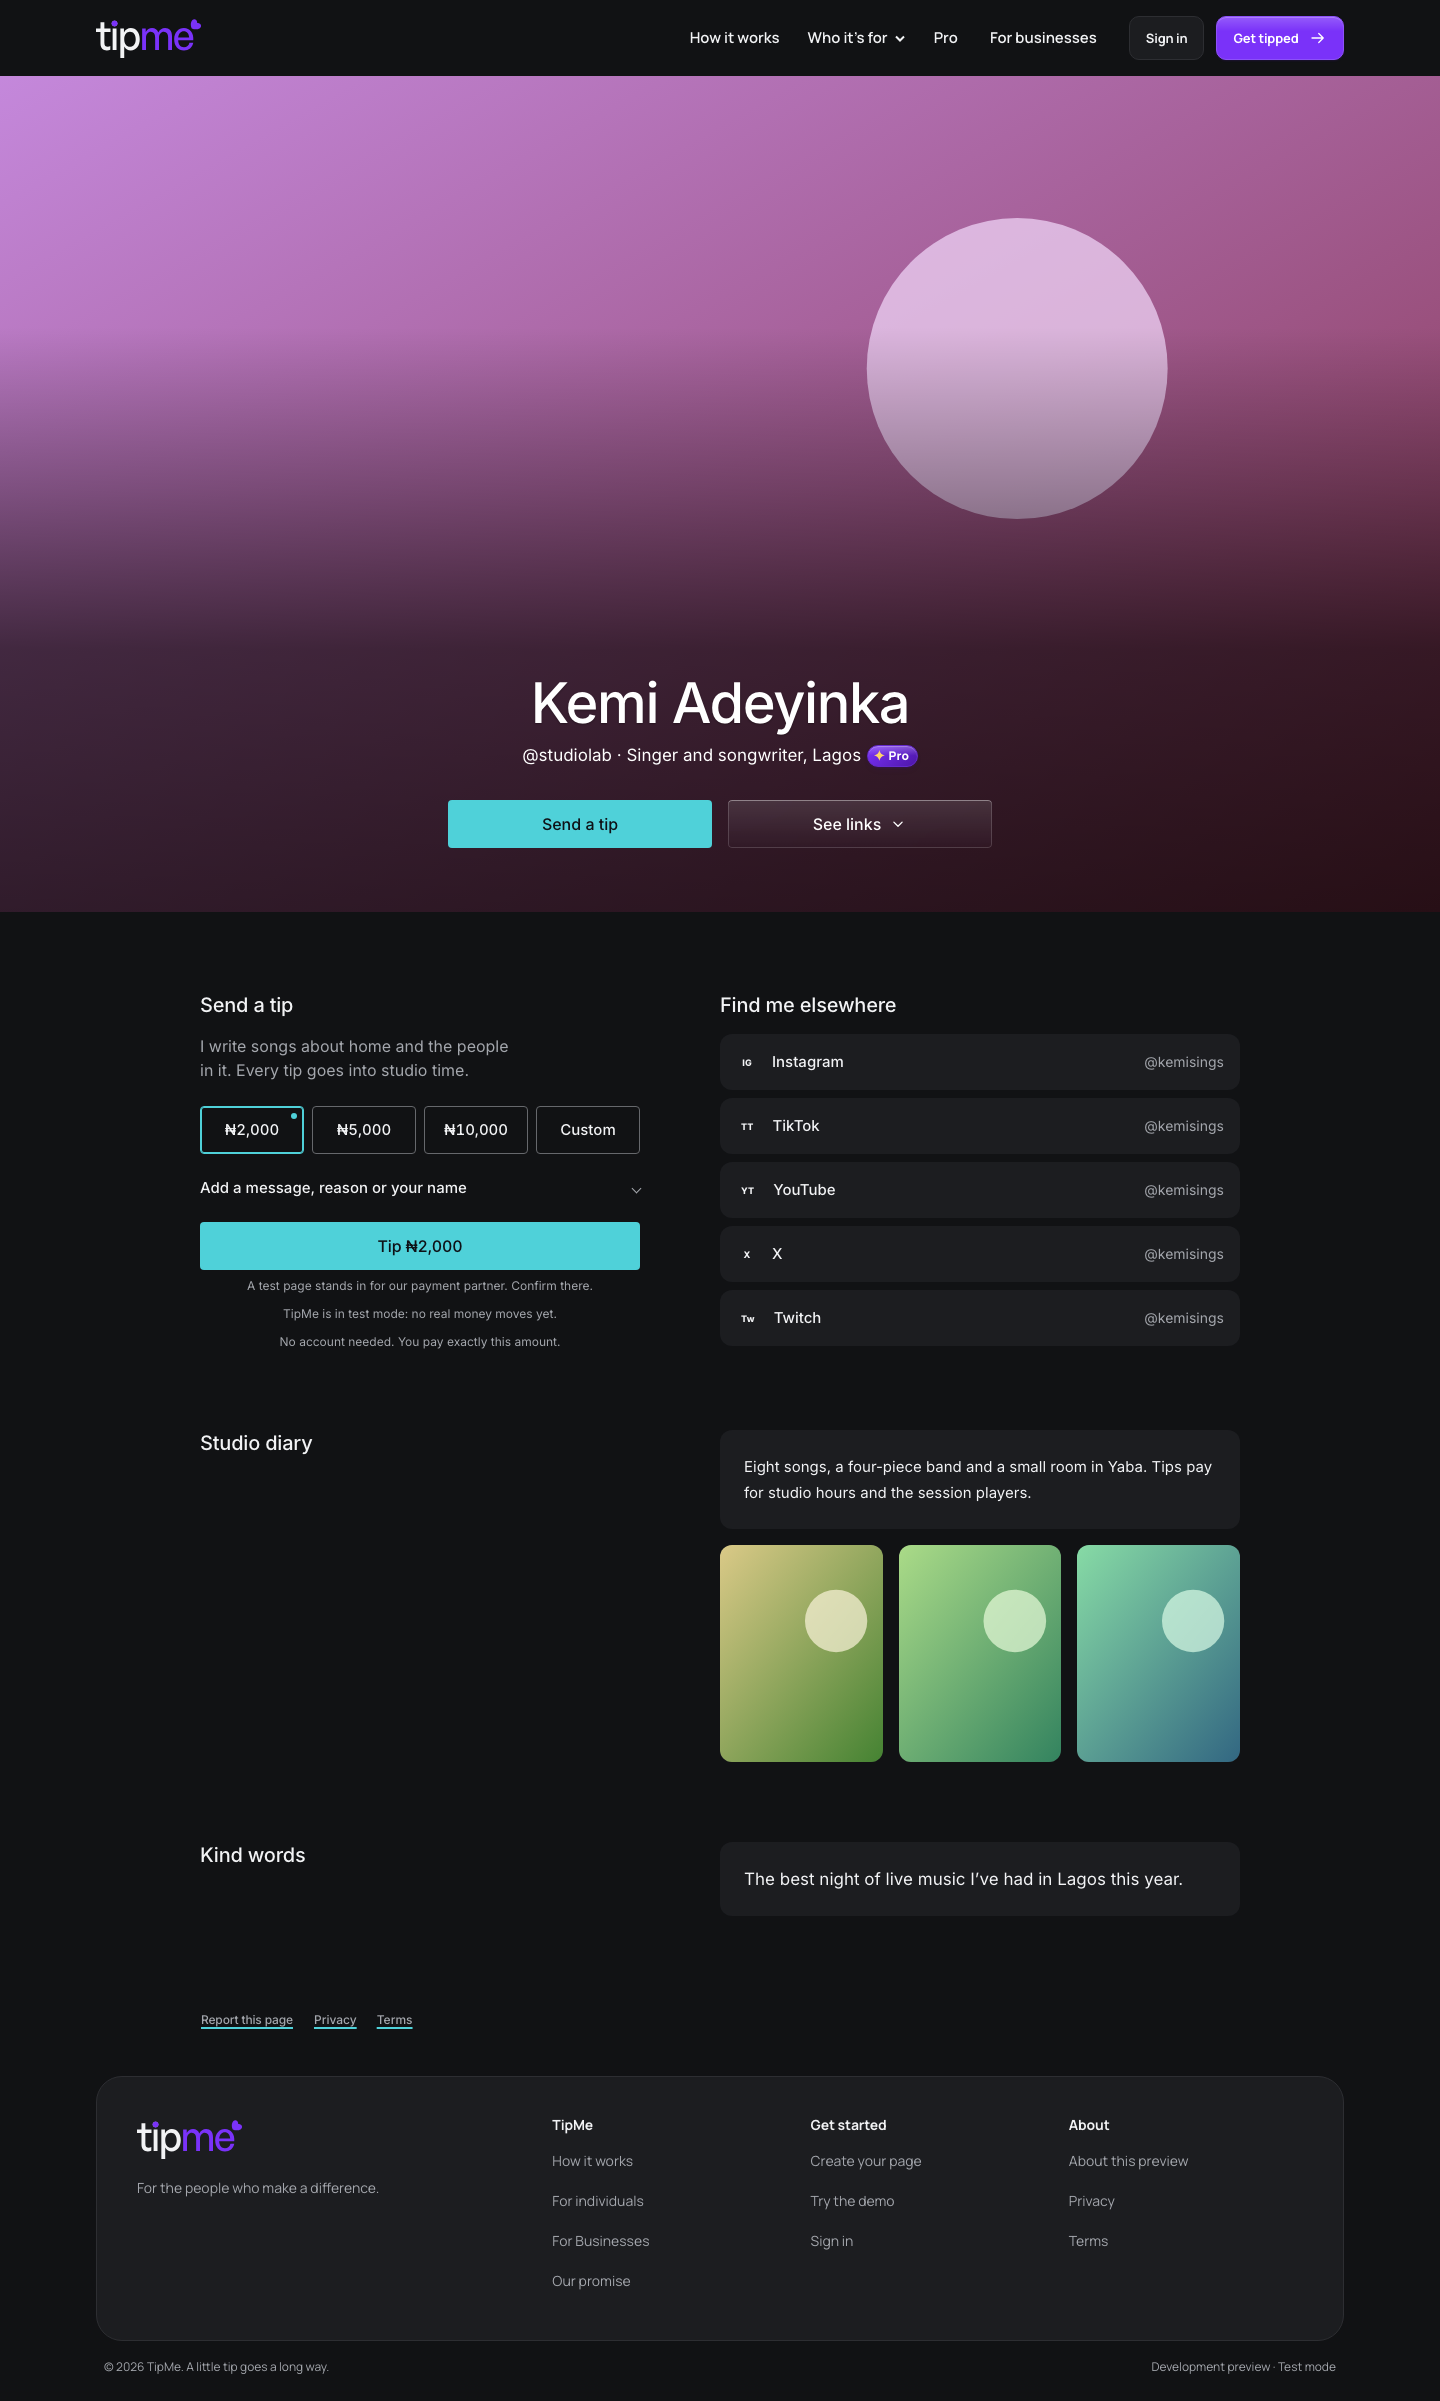 tipme
How it works
Who it's for
Pro
For businesses
Sign in
Get tipped
Kemi Adeyinka
@studiolab · Singer and songwriter, Lagos
Pro
Send a tip
See links
Send a tip
I write songs about home and the people
in it. Every tip goes into studio time.
₦2,000
₦5,000
₦10,000
Custom
Add a message, reason or your name
Tip ₦2,000
A test page stands in for our payment partner. Confirm there.
TipMe is in test mode: no real money moves yet.
No account needed. You pay exactly this amount.
Find me elsewhere
IG Instagram @kemisings
TT TikTok @kemisings
YT YouTube @kemisings
X X @kemisings
Tw Twitch @kemisings
Studio diary
Eight songs, a four-piece band and a small room in Yaba. Tips pay
for studio hours and the session players.
Kind words
The best night of live music I’ve had in Lagos this year.
Report this page
Privacy
Terms
tipme
For the people who make a difference.
TipMe
How it works
For individuals
For Businesses
Our promise
Get started
Create your page
Try the demo
Sign in
About
About this preview
Privacy
Terms
© 2026 TipMe. A little tip goes a long way.
Development preview · Test mode